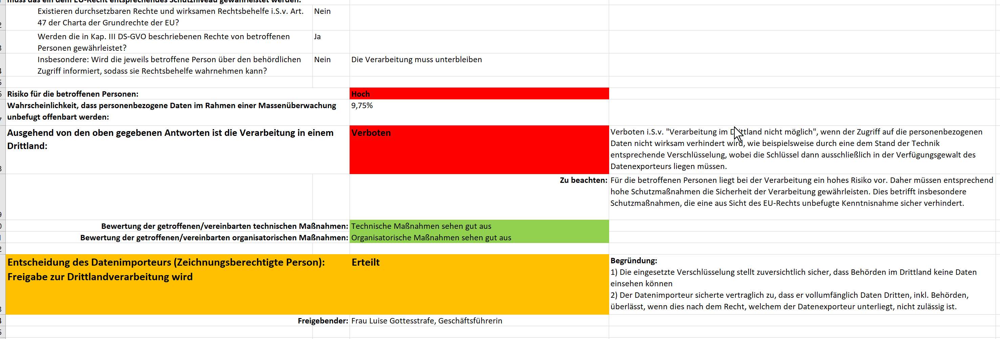 muss das ein dem EU-Recht entsprechendes Schutzniveau gewährleistet werden:
Existieren durchsetzbaren Rechte und wirksamen Rechtsbehelfe i.S.v. Art.
47 der Charta der Grundrechte der EU?
Nein
Werden die in Kap. III DS-GVO beschriebenen Rechte von betroffenen
Personen gewährleistet?
Ja
Insbesondere: Wird die jeweils betroffene Person über den behördlichen
Zugriff informiert, sodass sie Rechtsbehelfe wahrnehmen kann?
Nein
Die Verarbeitung muss unterbleiben
Risiko für die betroffenen Personen:
Hoch
Wahrscheinlichkeit, dass personenbezogene Daten im Rahmen einer Massenüberwachung
unbefugt offenbart werden:
9,75%
Ausgehend von den oben gegebenen Antworten ist die Verarbeitung in einem
Drittland:
Verboten
Verboten i.S.v. "Verarbeitung im Drittland nicht möglich", wenn der Zugriff auf die personenbezogenen
Daten nicht wirksam verhindert wird, wie beispielsweise durch eine dem Stand der Technik
entsprechende Verschlüsselung, wobei die Schlüssel dann ausschließlich in der Verfügungsgewalt des
Datenexporteurs liegen müssen.
Zu beachten:
Für die betroffenen Personen liegt bei der Verarbeitung ein hohes Risiko vor. Daher müssen entsprechend
hohe Schutzmaßnahmen die Sicherheit der Verarbeitung gewährleisten. Dies betrifft insbesondere
Schutzmaßnahmen, die eine aus Sicht des EU-Rechts unbefugte Kenntnisnahme sicher verhindert.
Bewertung der getroffenen/vereinbarten technischen Maßnahmen:
Technische Maßnahmen sehen gut aus
Bewertung der getroffenen/vereinbarten organisatorischen Maßnahmen:
Organisatorische Maßnahmen sehen gut aus
Entscheidung des Datenimporteurs (Zeichnungsberechtigte Person):
Freigabe zur Drittlandverarbeitung wird
Erteilt
Begründung:
1) Die eingesetzte Verschlüsselung stellt zuversichtlich sicher, dass Behörden im Drittland keine Daten
einsehen können
2) Der Datenimporteur sicherte vertraglich zu, dass er vollumfänglich Daten Dritten, inkl. Behörden,
überlässt, wenn dies nach dem Recht, welchem der Datenexporteur unterliegt, nicht zulässig ist.
Freigebender:
Frau Luise Gottesstrafe, Geschäftsführerin